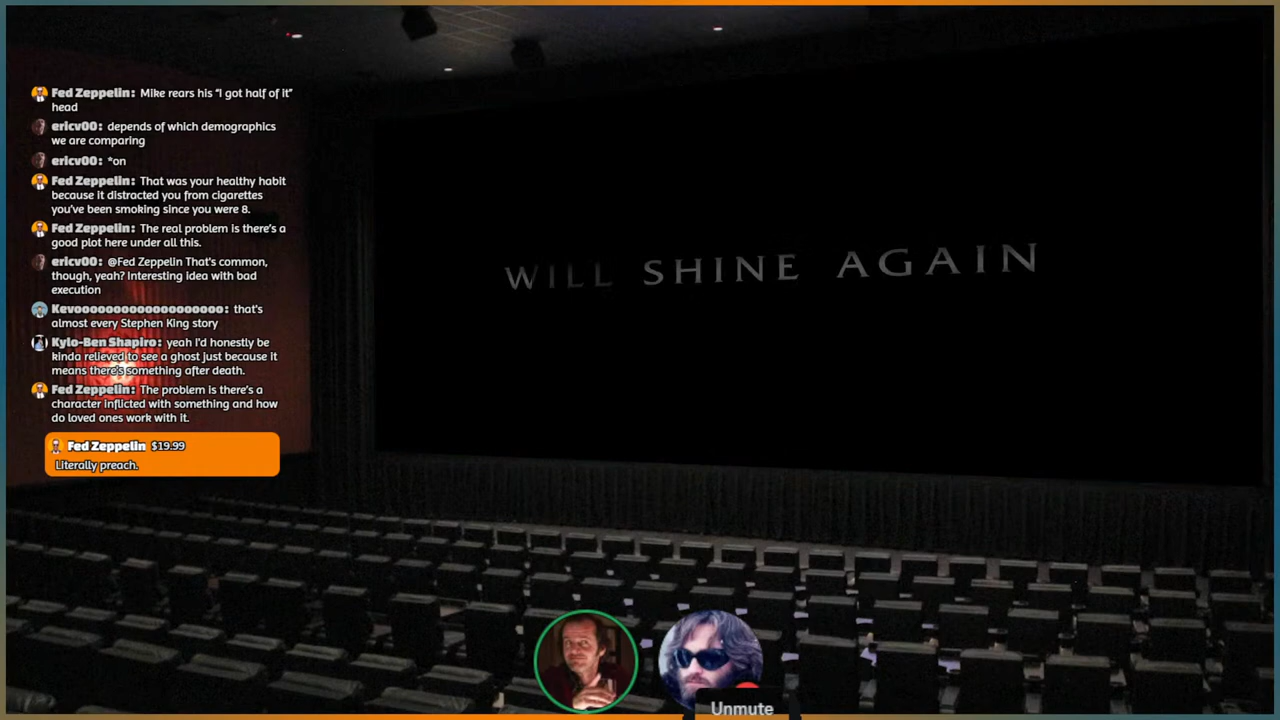 Fed Zeppelin: Mike rears his "I got half of it"
head
ericv00: depends of which demographics
we are comparing
ericv00: *on
Fed Zeppelin: That was your healthy habit
because it distracted you from cigarettes
you've been smoking since you were 8.
Fed Zeppelin: The real problem is there's a
good plot here under all this.
ericv00: @Fed Zeppelin That's common,
though, yeah? Interesting idea with bad
execution
Kevoooooooooooooooooo: that's
almost every Stephen King story
Kylo-Ben Shapiro: yeah I'd honestly be
kinda relieved to see a ghost just because it
means there's something after death.
Fed Zeppelin: The problem is there's a
character inflicted with something and how
do loved ones work with it.
Fed Zeppelin $19.99
Literally preach.
WILL SHINE AGAIN
Unmute